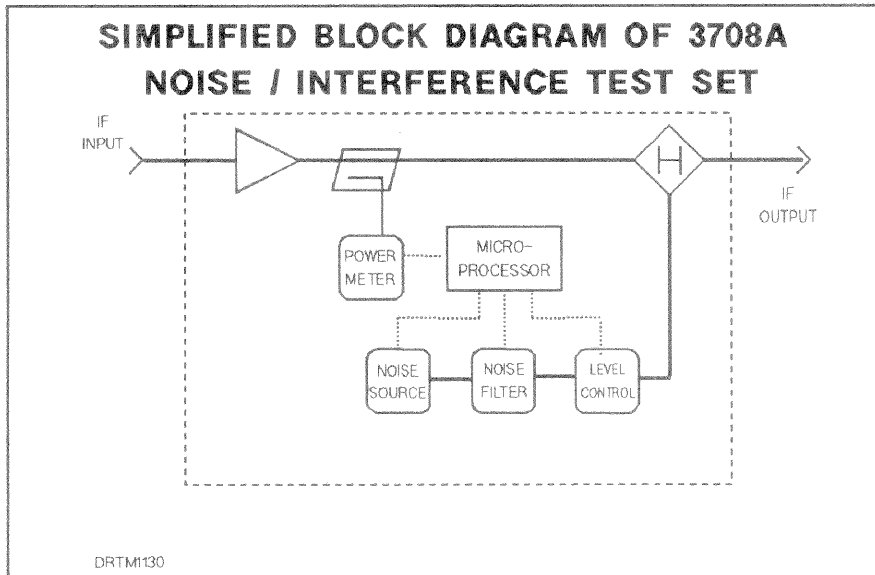 SIMPLIFIED BLOCK DIAGRAM OF 3708A
NOISE / INTERFERENCE TEST SET
IF
INPUT
H
IF
OUTPUT
POWER
METER
MICRO-
PROCESSOR
NOISE
SOURCE
NOISE
FILTER
LEVEL
CONTROL
DRTM1130